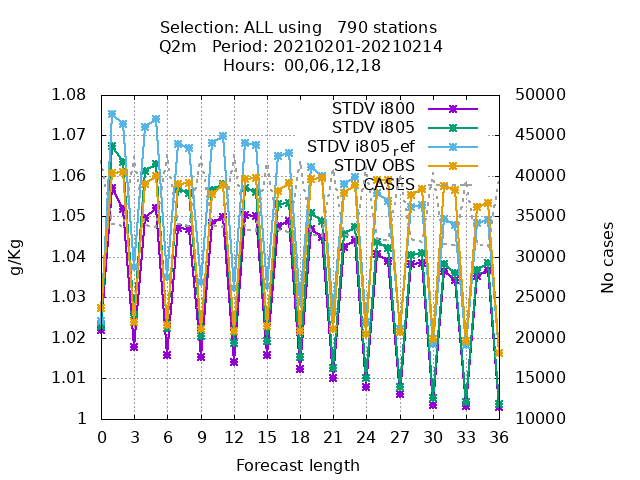 Selection: ALL using   790 stations
Q2m   Period: 20210201-20210214
Hours:  00,06,12,18
1.08
1.07
1.06
1.05
1.04
1.03
1.02
1.01
1
50000
45000
40000
35000
30000
25000
20000
15000
10000
STDV i800
STDV i805
STDV i805ref
STDV OBS
CASES
g/Kg
No cases
0 3 6 9 12 15 18 21 24 27 30 33 36
Forecast length